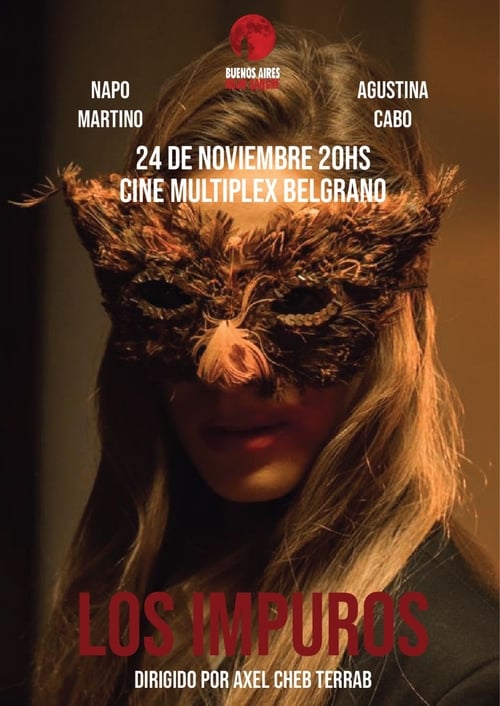 BUENOS AIRES
NAPO
MARTINO
AGUSTINA
CABO
24 DE NOVIEMBRE 20HS
CINE MULTIPLEX BELGRANO
LOS IMPUROS
DIRIGIDO POR AXEL CHEB TERRAB